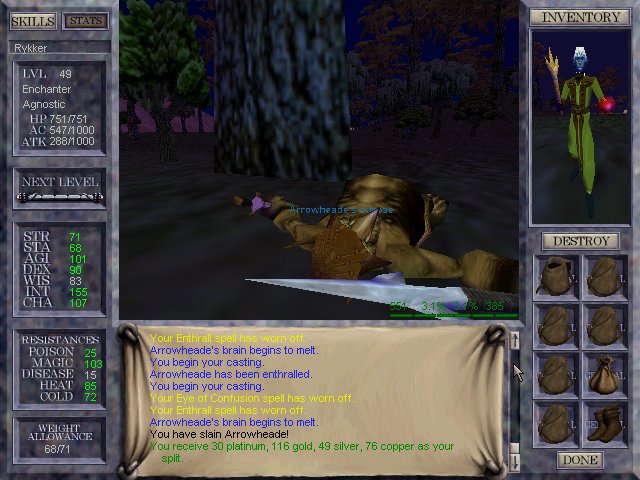 SKILLS STATS
INVENTORY
Rykker
LVL 49
Enchanter
Agnostic
HP 751/751
AC 547/1000
ATK 288/1000
NEXT LEVEL
STR 71
STA 68
AGI 101
DEX 90
WIS 83
INT 155
CHA 107
RESISTANCES
POISON 25
MAGIC 103
DISEASE 15
HEAT 85
COLD 72
WEIGHT
ALLOWANCE
68/71
Arrowheade's corpse
385
Your Enthrall spell has worn off.
Arrowheade's brain begins to melt.
You begin your casting.
Arrowheade has been enthralled.
You begin your casting.
Your Eye of Confusion spell has worn off.
Your Enthrall spell has worn off.
Arrowheade's brain begins to melt.
You have slain Arrowheade!
You receive 30 platinum, 116 gold, 49 silver, 76 copper as your
split.
DESTROY
DONE